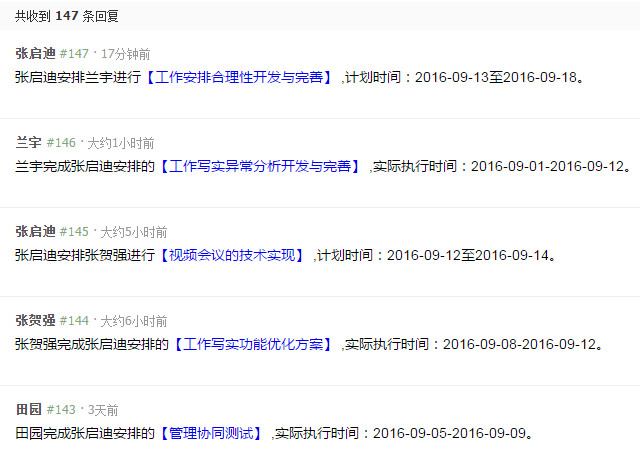 共收到 147 条回复
张启迪 #147 · 17分钟前
张启迪安排兰宇进行【工作安排合理性开发与完善】 ,计划时间：2016-09-13至2016-09-18。
兰宇 #146 · 大约1小时前
兰宇完成张启迪安排的【工作写实异常分析开发与完善】 ,实际执行时间：2016-09-01-2016-09-12。
张启迪 #145 · 大约5小时前
张启迪安排张贺强进行【视频会议的技术实现】 ,计划时间：2016-09-12至2016-09-14。
张贺强 #144 · 大约6小时前
张贺强完成张启迪安排的【工作写实功能优化方案】 ,实际执行时间：2016-09-08-2016-09-12。
田园 #143 · 3天前
田园完成张启迪安排的【管理协同测试】 ,实际执行时间：2016-09-05-2016-09-09。